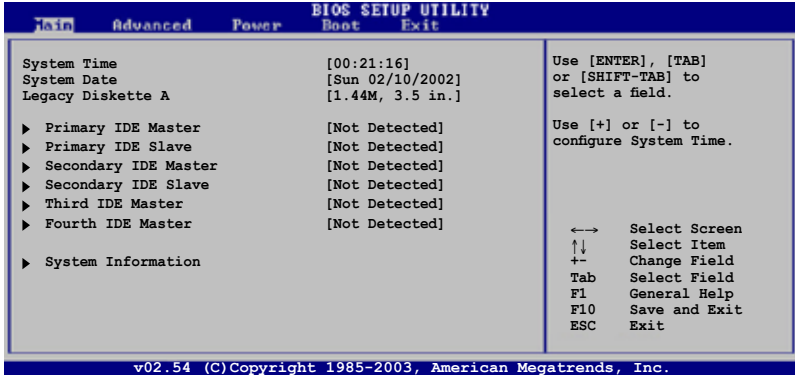 BIOS SETUP UTILITY
Main Advanced Power Boot Exit
System Time [00:21:16]
System Date [Sun 02/10/2002]
Legacy Diskette A [1.44M, 3.5 in.]
Primary IDE Master [Not Detected]
Primary IDE Slave [Not Detected]
Secondary IDE Master [Not Detected]
Secondary IDE Slave [Not Detected]
Third IDE Master [Not Detected]
Fourth IDE Master [Not Detected]
System Information
Use [ENTER], [TAB]
or [SHIFT-TAB] to
select a field.
Use [+] or [-] to
configure System Time.
←→ Select Screen
↑↓ Select Item
+- Change Field
Tab Select Field
F1 General Help
F10 Save and Exit
ESC Exit
v02.54 (C)Copyright 1985-2003, American Megatrends, Inc.